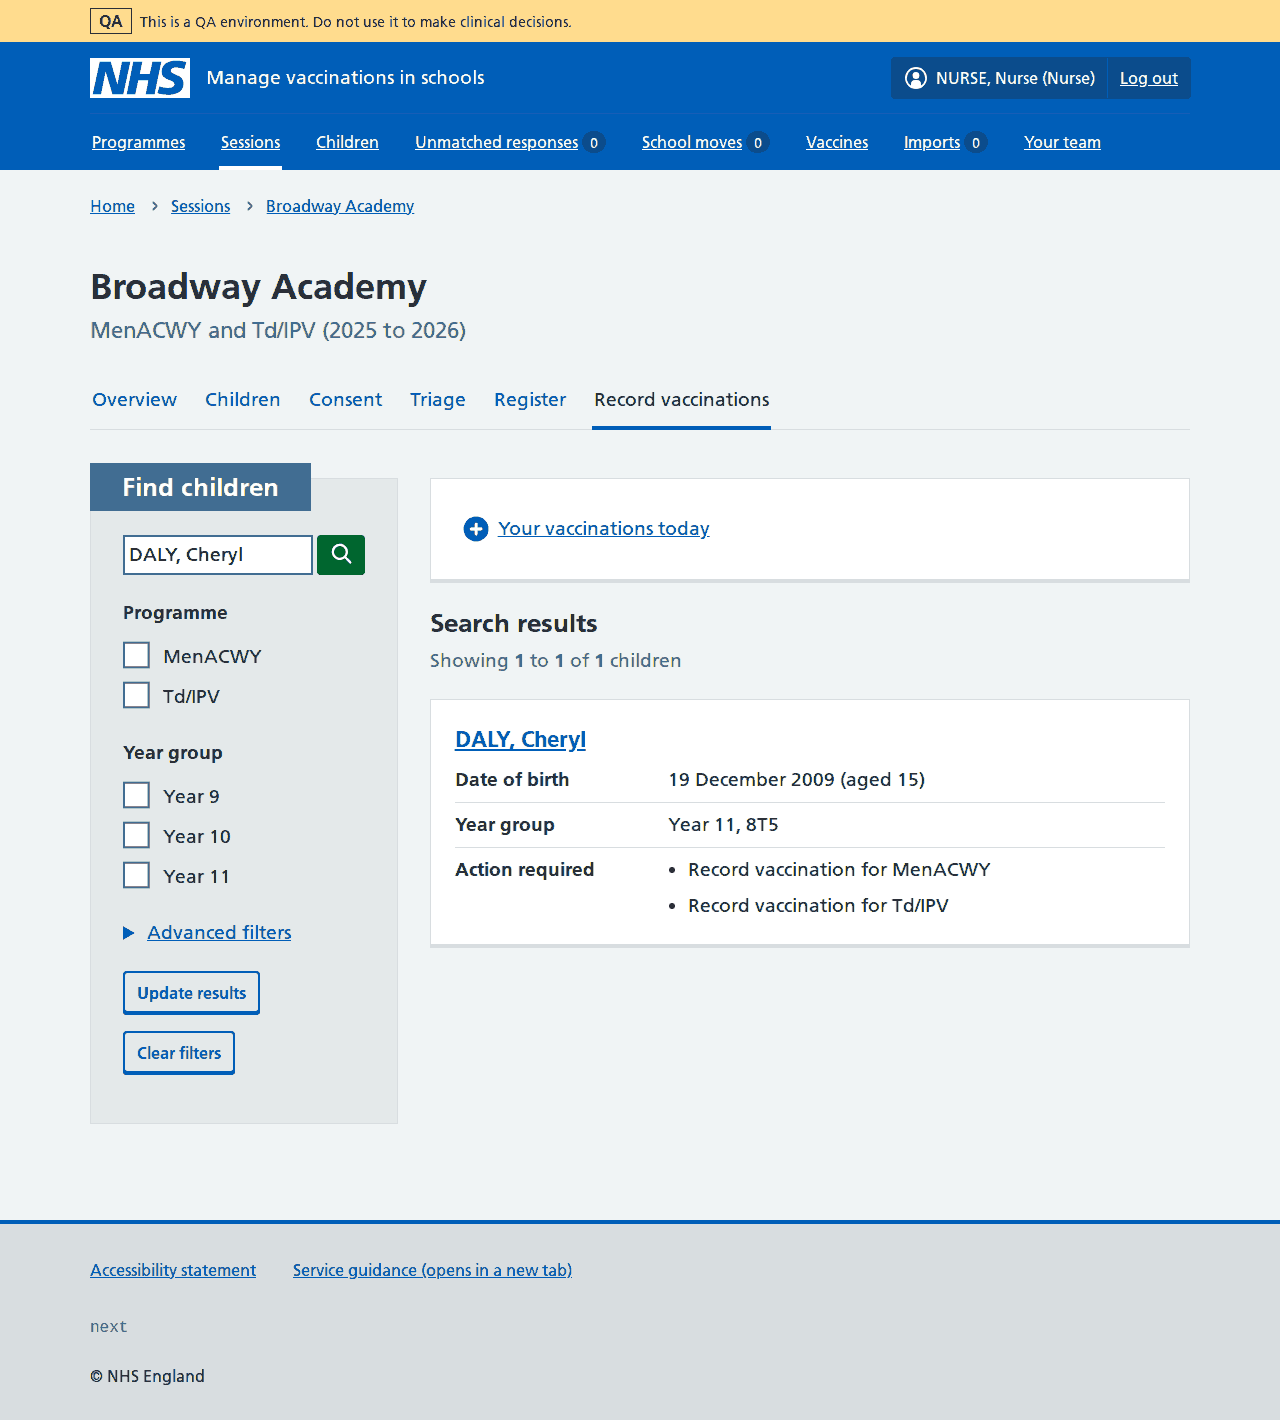 QA This is a QA environment. Do not use it to make clinical decisions.
NHS Manage vaccinations in schools NURSE, Nurse (Nurse) Log out
Programmes Sessions Children Unmatched responses 0 School moves 0 Vaccines Imports 0 Your team
Home Sessions Broadway Academy
Broadway Academy
MenACWY and Td/IPV (2025 to 2026)
Overview Children Consent Triage Register Record vaccinations
Find children
DALY, Cheryl
Programme
MenACWY
Td/IPV
Year group
Year 9
Year 10
Year 11
Advanced filters
Update results
Clear filters
Your vaccinations today
Search results
Showing 1 to 1 of 1 children
DALY, Cheryl
Date of birth 19 December 2009 (aged 15)
Year group Year 11, 8T5
Action required • Record vaccination for MenACWY
• Record vaccination for Td/IPV
Accessibility statement Service guidance (opens in a new tab)
next
© NHS England